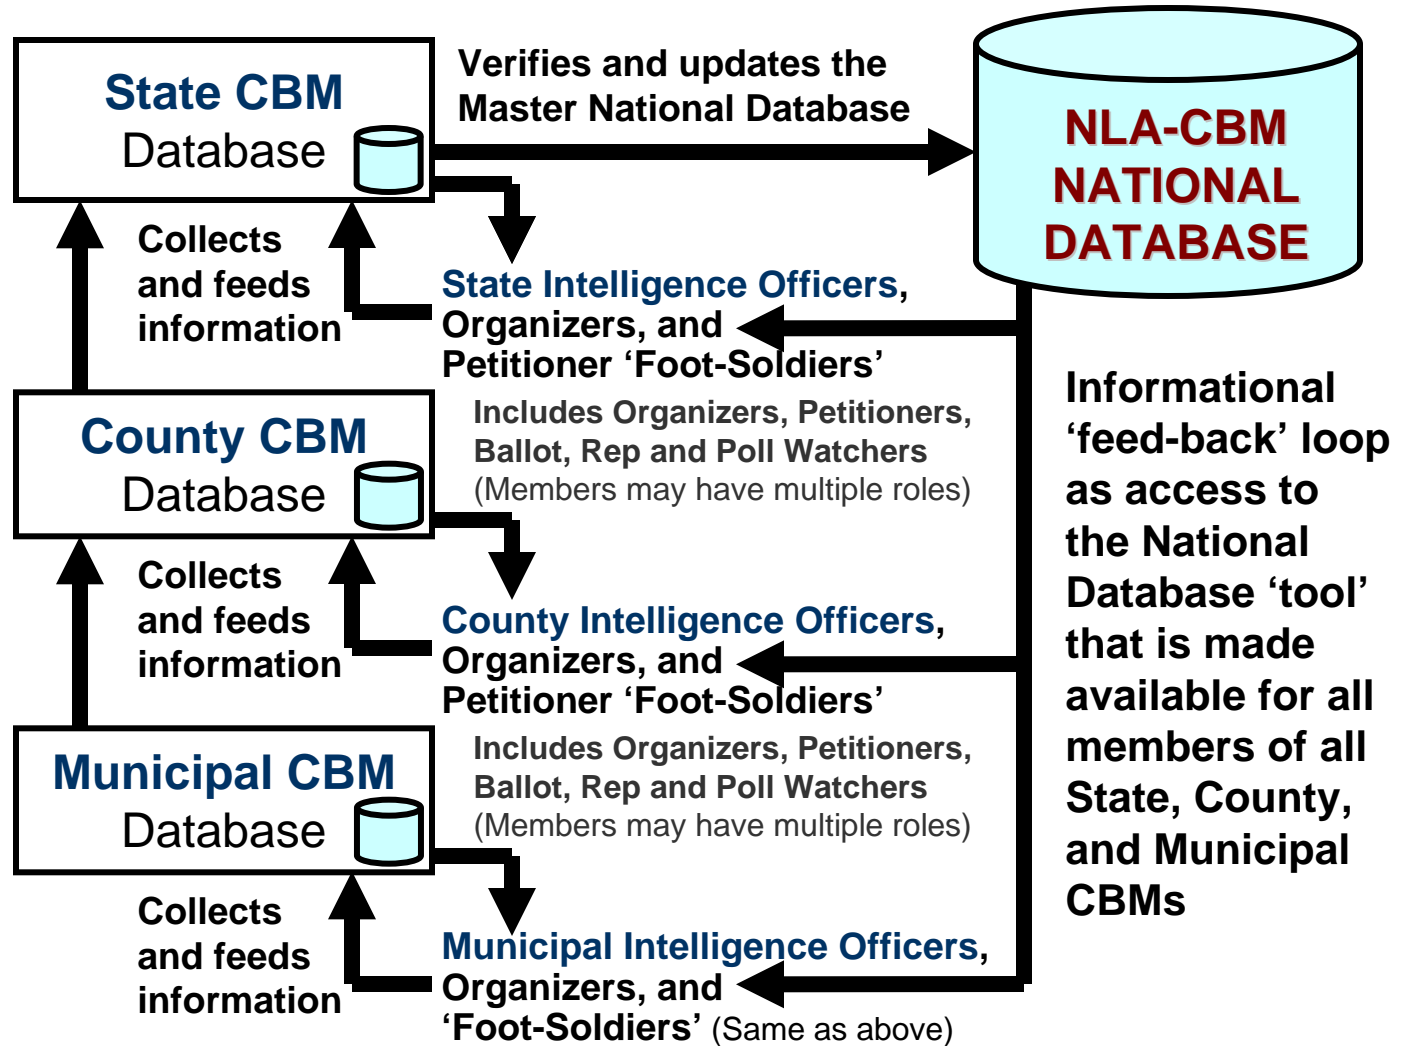 State CBM
Database
Verifies and updates the
Master National Database
NLA-CBM
NATIONAL
DATABASE
Collects
and feeds
information
State Intelligence Officers,
Organizers, and
Petitioner ‘Foot-Soldiers’
Includes Organizers, Petitioners,
Ballot, Rep and Poll Watchers
(Members may have multiple roles)
County CBM
Database
Collects
and feeds
information
County Intelligence Officers,
Organizers, and
Petitioner ‘Foot-Soldiers’
Includes Organizers, Petitioners,
Ballot, Rep and Poll Watchers
(Members may have multiple roles)
Municipal CBM
Database
Collects
and feeds
information
Municipal Intelligence Officers,
Organizers, and
‘Foot-Soldiers’ (Same as above)
Informational
‘feed-back’ loop
as access to
the National
Database ‘tool’
that is made
available for all
members of all
State, County,
and Municipal
CBMs